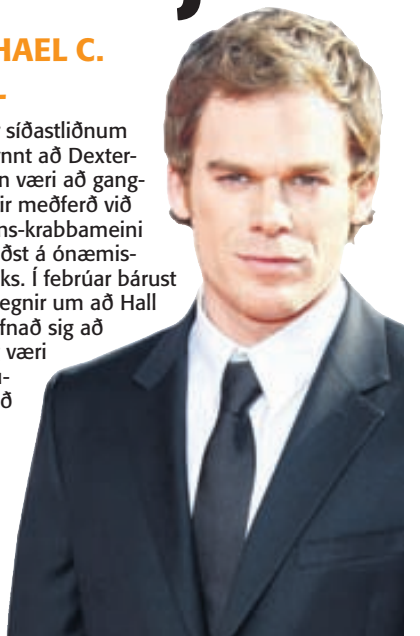 HAEL C.
síðastliðnum
nnt að Dexter-
n væri að gang-
ir meðferð við
ns-krabbameini
ðst á ónæmis-
ks. Í febrúar bárust
egnir um að Hall
fnað sig að
væri
-
ð